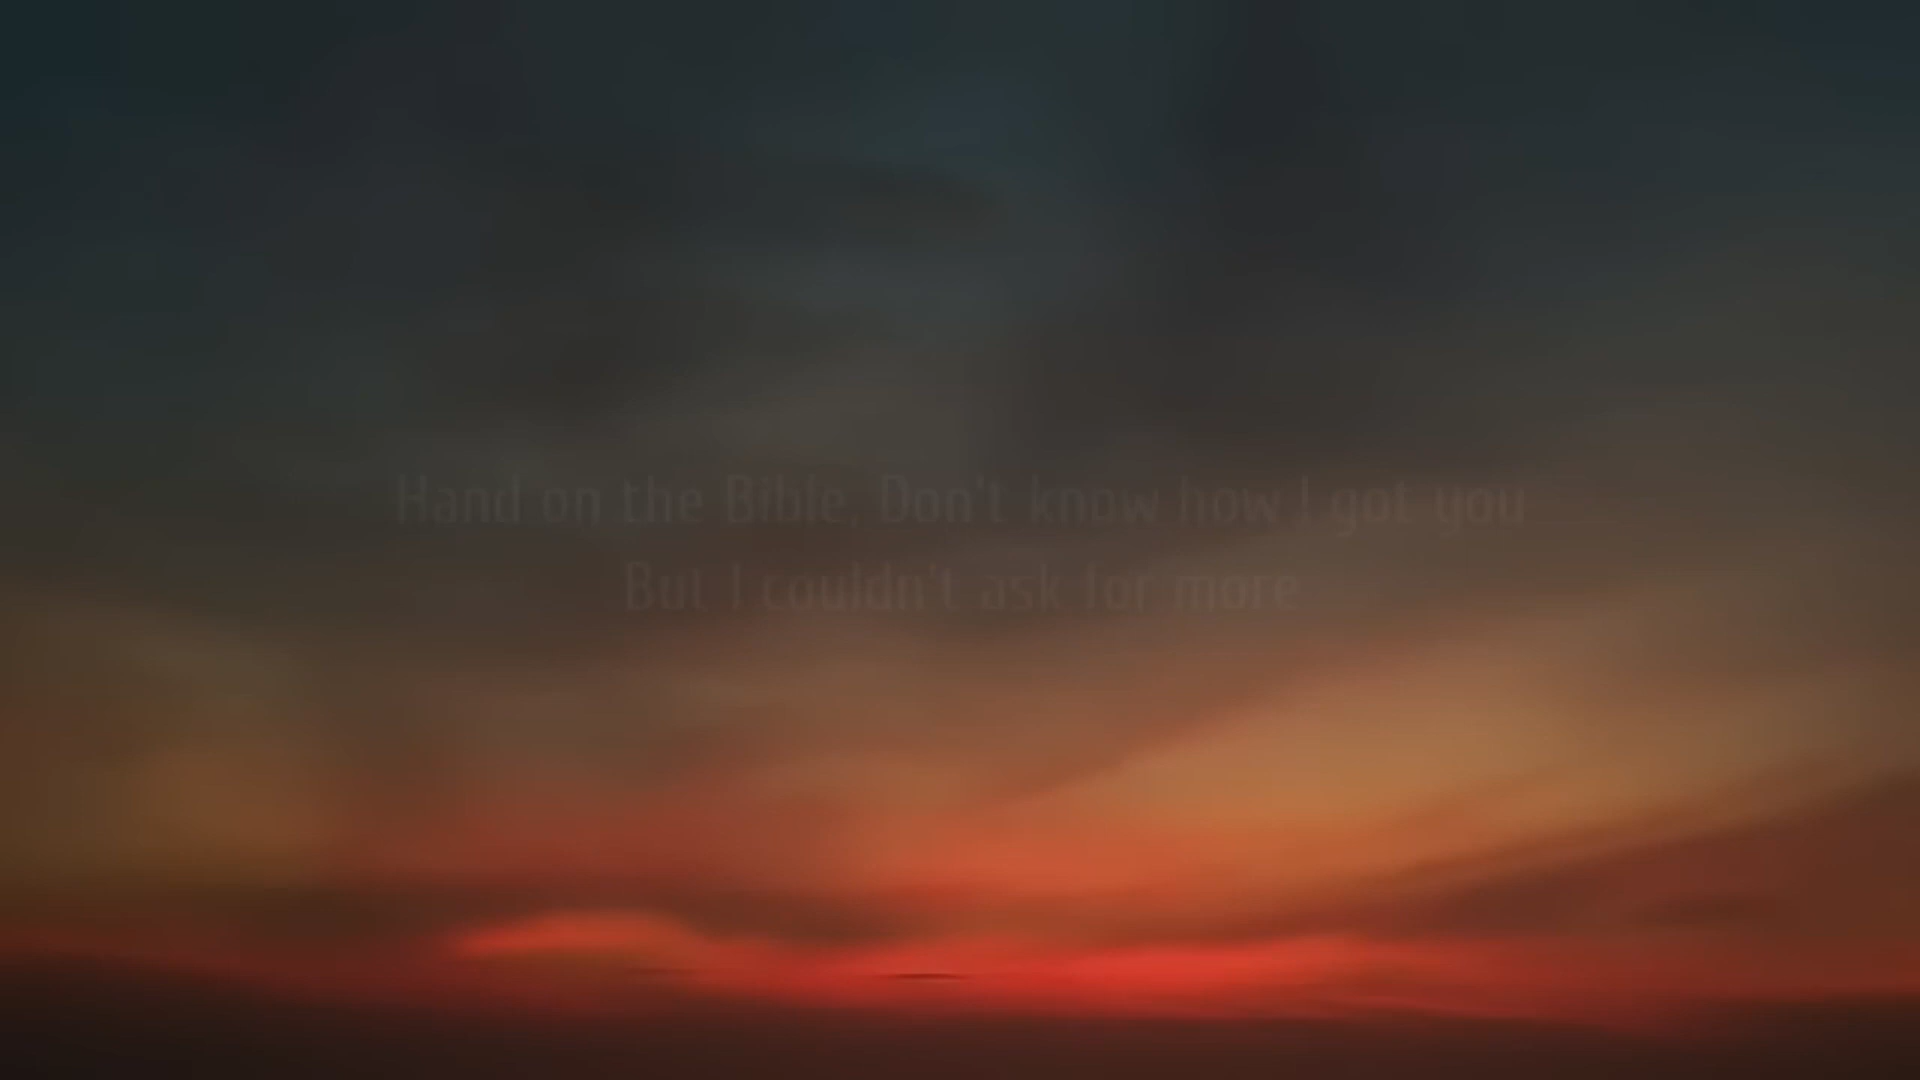 Hand on the Bible, Don't know how I got you
But I couldn't ask for more